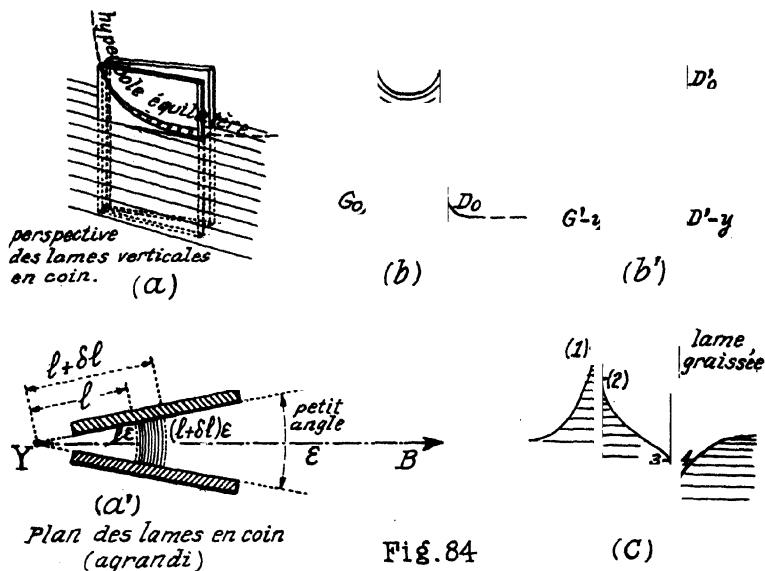 hyperbole équilatère
perspective
des lames verticales
en coin.
(a)
G₀,
D₀
(b)
D'₀
G'-y
D'-y
(b')
l+δl
l
lε
(l+δl)ε
petit
angle
ε
Y
B
(a')
Plan des lames en coin
(agrandi)
Fig.84
(1)
(2)
3
4
lame
graissée
(C)